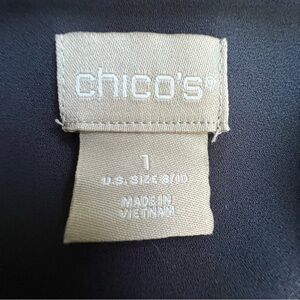 chico's®
1
U.S. SIZE 8/10
MADE IN
VIETNAM